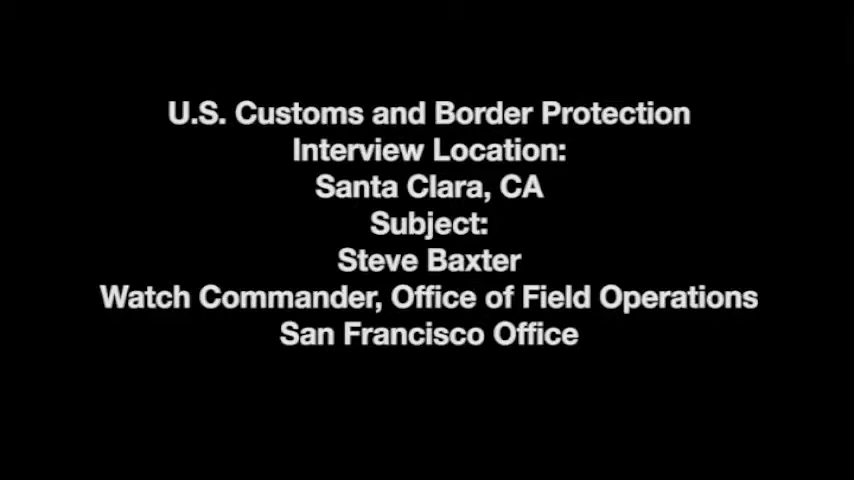 U.S. Customs and Border Protection
Interview Location:
Santa Clara, CA
Subject:
Steve Baxter
Watch Commander, Office of Field Operations
San Francisco Office